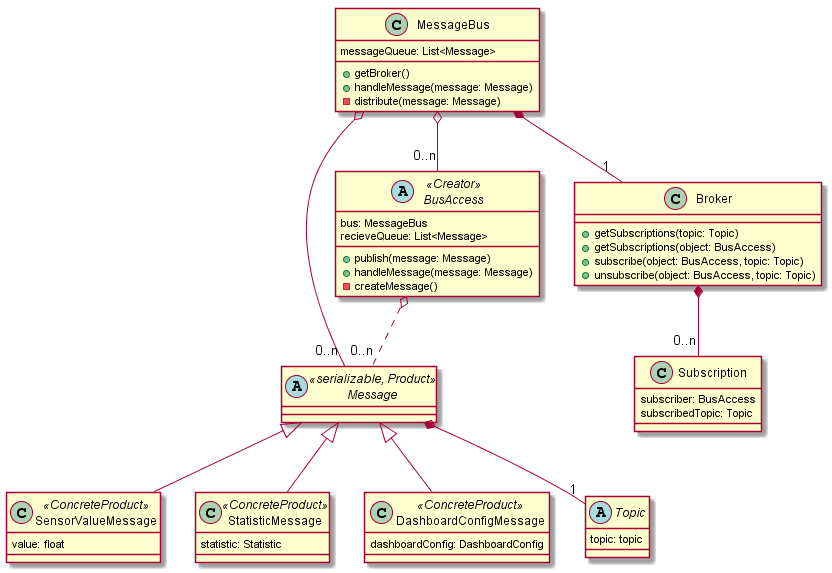 C MessageBus
messageQueue: List<Message>
getBroker()
handleMessage(message: Message)
distribute(message: Message)
0..n
1
«Creator»
A BusAccess
bus: MessageBus
recieveQueue: List<Message>
publish(message: Message)
handleMessage(message: Message)
createMessage()
C Broker
getSubscriptions(topic: Topic)
getSubscriptions(object: BusAccess)
subscribe(object: BusAccess, topic: Topic)
unsubscribe(object: BusAccess, topic: Topic)
0..n
0..n
0..n
C Subscription
subscriber: BusAccess
subscribedTopic: Topic
«serializable, Product»
A Message
1
«ConcreteProduct»
C SensorValueMessage
value: float
«ConcreteProduct»
C StatisticMessage
statistic: Statistic
«ConcreteProduct»
C DashboardConfigMessage
dashboardConfig: DashboardConfig
A Topic
topic: topic